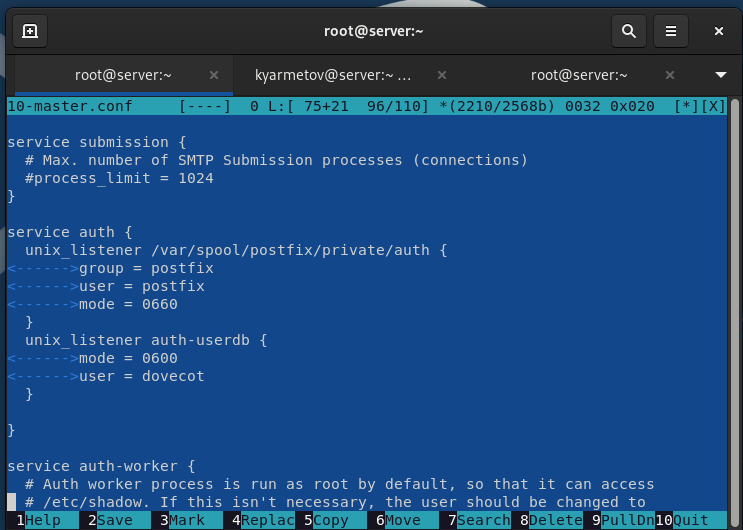 root@server:~
root@server:~ × kyarmetov@server:~ ... × root@server:~ ×
10-master.conf [----] 0 L:[ 75+21 96/110] *(2210/2568b) 0032 0x020 [*][X]
service submission {
# Max. number of SMTP Submission processes (connections)
#process_limit = 1024
}
service auth {
unix_listener /var/spool/postfix/private/auth {
<------>group = postfix
<------>user = postfix
<------>mode = 0660
}
unix_listener auth-userdb {
<------>mode = 0600
<------>user = dovecot
}
}
service auth-worker {
# Auth worker process is run as root by default, so that it can access
# /etc/shadow. If this isn't necessary, the user should be changed to
1Help 2Save 3Mark 4Replac 5Copy 6Move 7Search 8Delete 9PullDn 10Quit